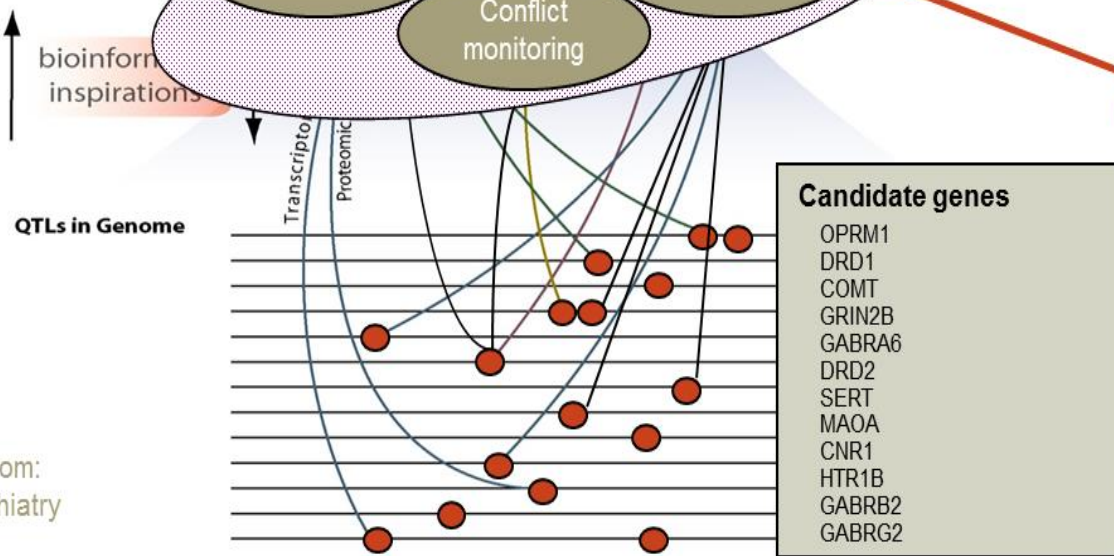 Conflict
monitoring
bioinform
inspirations
Transcripto
Proteomic
QTLs in Genome
Candidate genes
OPRM1
DRD1
COMT
GRIN2B
GABRA6
DRD2
SERT
MAOA
CNR1
HTR1B
GABRB2
GABRG2
om:
hiatry